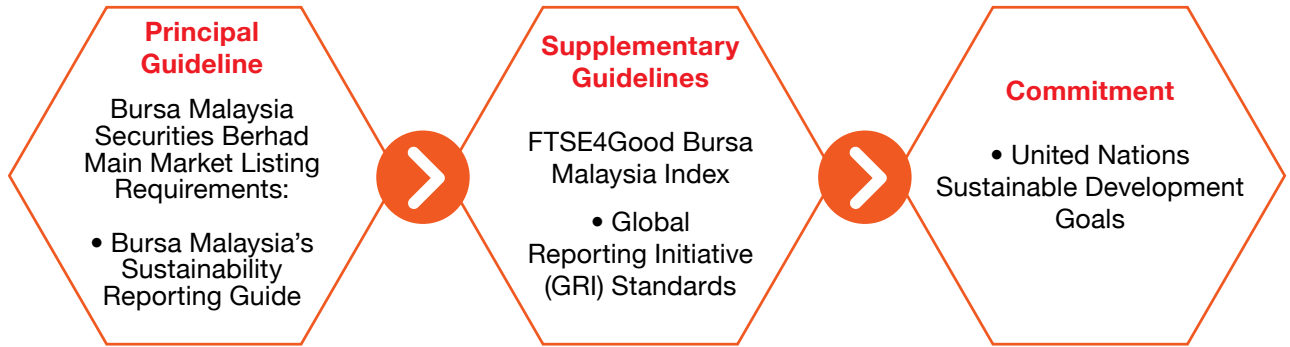 Principal
Guideline
Bursa Malaysia
Securities Berhad
Main Market Listing
Requirements:
• Bursa Malaysia’s
Sustainability
Reporting Guide
Supplementary
Guidelines
FTSE4Good Bursa
Malaysia Index
• Global
Reporting Initiative
(GRI) Standards
Commitment
• United Nations
Sustainable Development
Goals